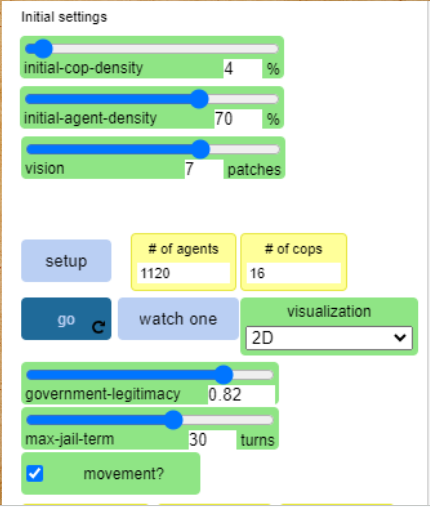 Initial settings
initial-cop-density 4 %
initial-agent-density 70 %
vision 7 patches
setup
# of agents
1120
# of cops
16
go
watch one
visualization
2D
government-legitimacy 0.82
max-jail-term 30 turns
movement?